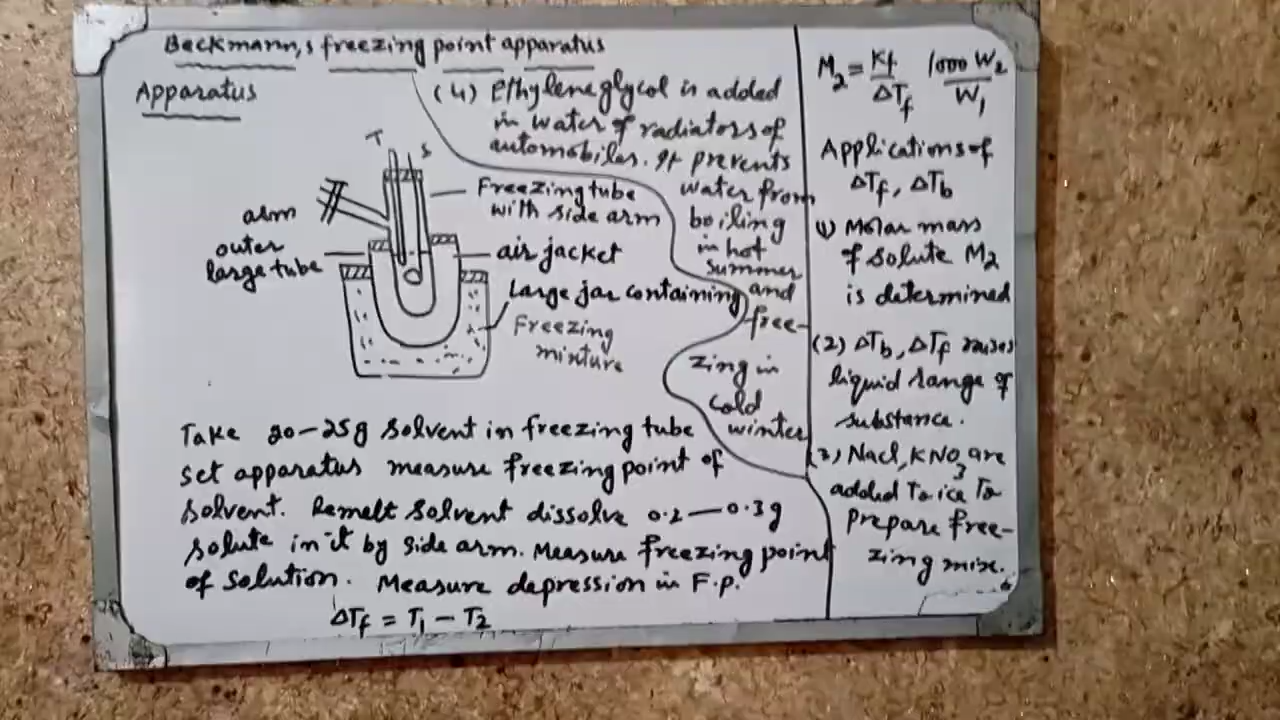 Beckmann,s freezing point apparatus
Apparatus
T
S
arm
outer
large tube
Freezing tube
with side arm
air jacket
Large jar containing
Freezing
mixture
Take 20-25g solvent in freezing tube
set apparatus measure freezing point of
solvent. Remelt solvent dissolve 0.2-0.3g
solute in it by side arm. Measure freezing point
of solution. Measure depression in F.p.
ΔTf = T1 - T2
M2 = Kf/ΔTf 1000 W2/W1
Applications of
ΔTf, ΔTb
(1) Molar mass
of solute M2
is determined
(2) ΔTb, ΔTf raises
liquid range of
substance.
(3) Nacl, KNO3 are
added To ice To
Prepare free-
zing mix.
(4) Ethylene glycol is added
in water of radiators of
automobiles. It prevents
water from
boiling
in hot
summer
and
free-
zing in
cold
winter